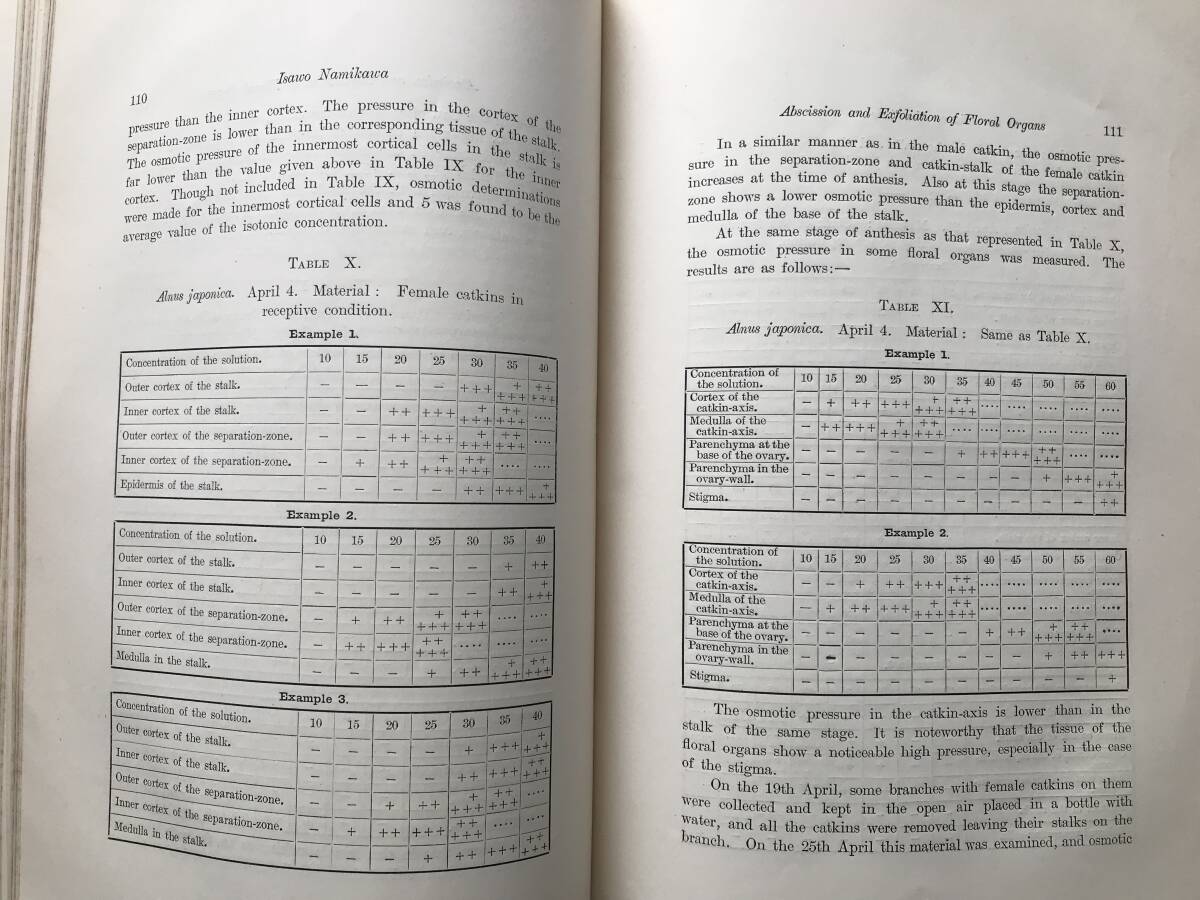 110
Isawo Namikawa
pressure than the inner cortex. The pressure in the cortex of the
separation-zone is lower than in the corresponding tissue of the stalk.
The osmotic pressure of the innermost cortical cells in the stalk is
far lower than the value given above in Table IX for the inner
cortex. Though not included in Table IX, osmotic determinations
were made for the innermost cortical cells and 5 was found to be the
average value of the isotonic concentration.
TABLE X.
Alnus japonica. April 4. Material : Female catkins in
receptive condition.
Example 1.
Concentration of the solution. 10 15 20 25 30 35 40
Outer cortex of the stalk. – – – – +++ ++++ +++++
Inner cortex of the stalk. – – ++ +++ ++++ +++++ ....
Outer cortex of the separation-zone. – – ++ +++ ++++ +++++ ....
Inner cortex of the separation-zone. – + ++ ++++ +++++ .... ....
Epidermis of the stalk. – – – – ++ +++ ++++
Example 2.
Concentration of the solution. 10 15 20 25 30 35 40
Outer cortex of the stalk. – – – – – + ++
Inner cortex of the stalk. – – – – – ++ ++++
Outer cortex of the separation-zone. – + ++ ++++ +++++ .... ....
Inner cortex of the separation-zone. – ++ +++ +++++ .... .... ....
Medulla in the stalk. – – – + ++ ++++ +++++
Example 3.
Concentration of the solution. 10 15 20 25 30 35 40
Outer cortex of the stalk. – – – – + +++ ++++
Inner cortex of the stalk. – – – – ++ +++ ++++
Outer cortex of the separation-zone. – – + ++ ++++ +++++ ....
Inner cortex of the separation-zone. – + ++ +++ +++++ .... ....
Medulla in the stalk. – – – + ++ +++ +++++
Abscission and Exfoliation of Floral Organs
111
In a similar manner as in the male catkin, the osmotic pres-
sure in the separation-zone and catkin-stalk of the female catkin
increases at the time of anthesis. Also at this stage the separation-
zone shows a lower osmotic pressure than the epidermis, cortex and
medulla of the base of the stalk.
At the same stage of anthesis as that represented in Table X,
the osmotic pressure in some floral organs was measured. The
results are as follows:—
TABLE XI.
Alnus japonica. April 4. Material : Same as Table X.
Example 1.
Concentration of
the solution. 10 15 20 25 30 35 40 45 50 55 60
Cortex of the
catkin-axis. – + ++ +++ ++++ +++++ .... .... .... .... ....
Medulla of the
catkin-axis. – ++ +++ ++++ +++++ .... .... .... .... .... ....
Parenchyma at the
base of the ovary. – – – – – + ++ +++ +++++ .... ....
Parenchyma in the
ovary-wall. – – – – – – – – + +++ ++++
Stigma. – – – – – – – – – – ++
Example 2.
Concentration of
the solution. 10 15 20 25 30 35 40 45 50 55 60
Cortex of the
catkin-axis. – – + ++ +++ +++++ .... .... .... .... ....
Medulla of the
catkin-axis. – + ++ +++ ++++ +++++ .... .... .... .... ....
Parenchyma at the
base of the ovary. – – – – – – + ++ ++++ +++++ ....
Parenchyma in the
ovary-wall. – – – – – – – – + ++ +++
Stigma. – – – – – – – – – – +
The osmotic pressure in the catkin-axis is lower than in the
stalk of the same stage. It is noteworthy that the tissue of the
floral organs show a noticeable high pressure, especially in the case
of the stigma.
On the 19th April, some branches with female catkins on them
were collected and kept in the open air placed in a bottle with
water, and all the catkins were removed leaving their stalks on the
branch. On the 25th April this material was examined, and osmotic